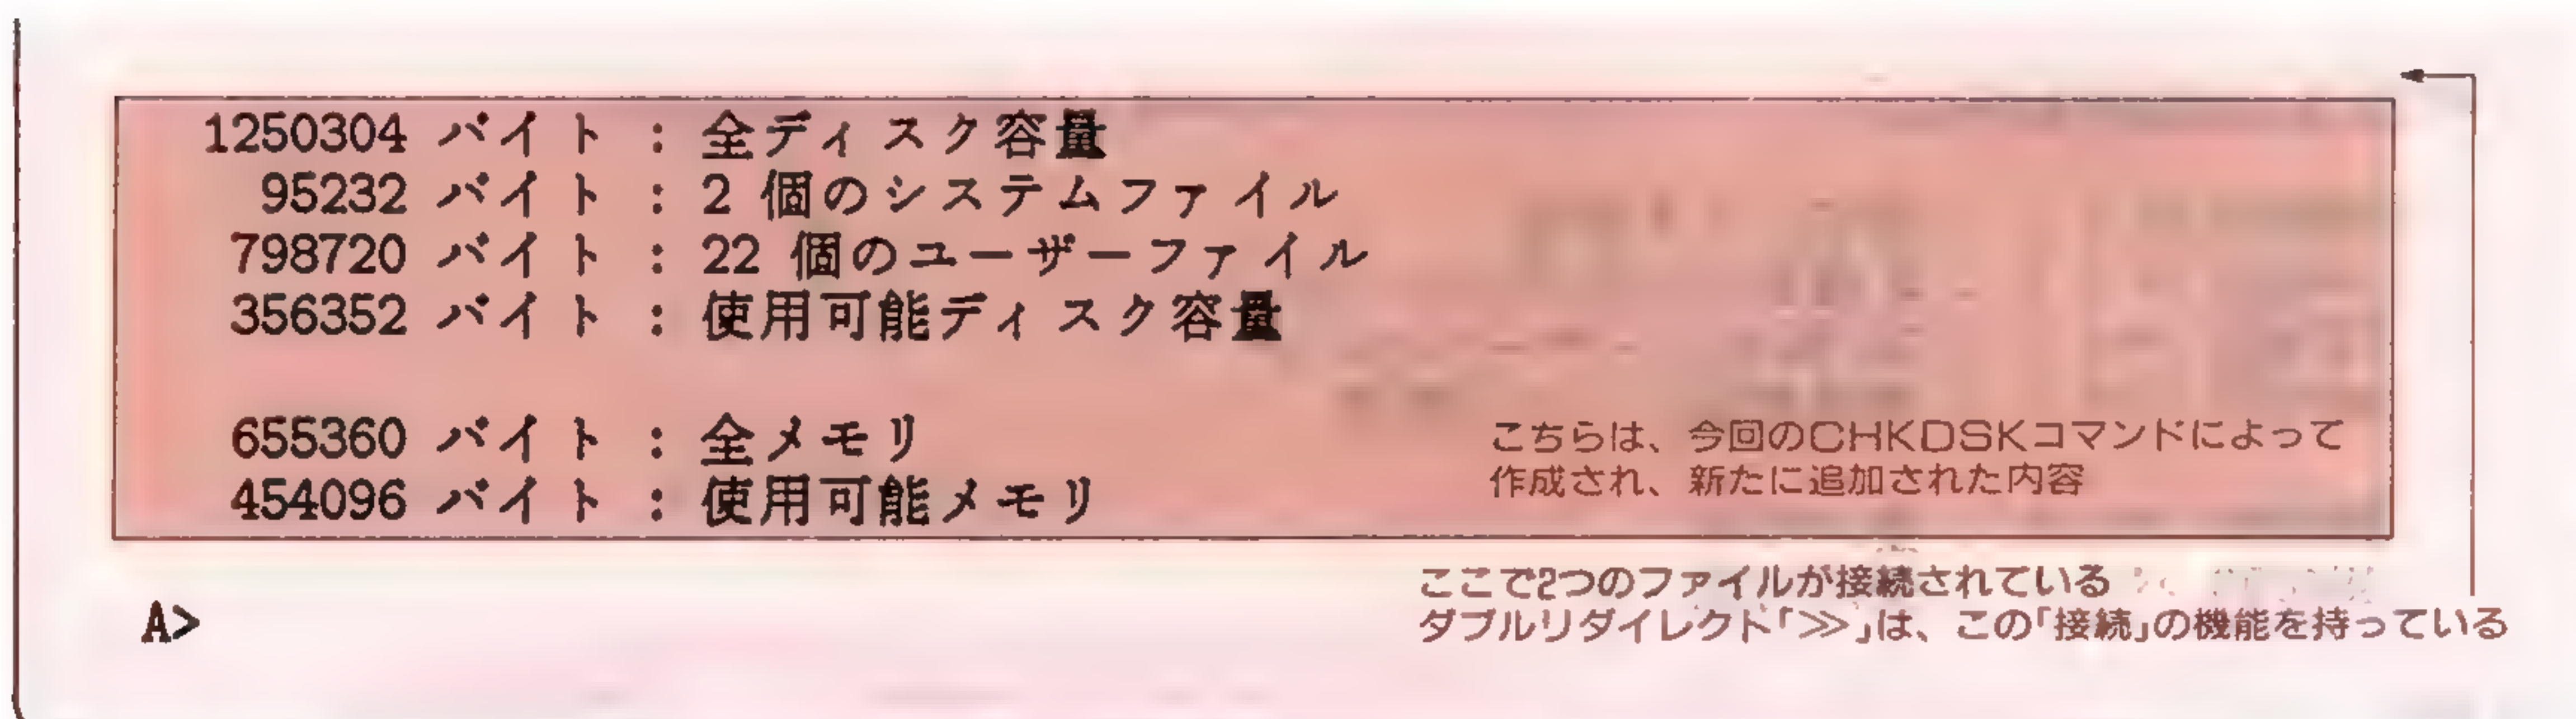 1250304 バイト : 全ディスク容量
95232 バイト : 2 個のシステムファイル
798720 バイト : 22 個のユーザーファイル
356352 バイト : 使用可能ディスク容量
655360 バイト : 全メモリ
454096 バイト : 使用可能メモリ
こちらは、今回のCHKDSKコマンドによって
作成され、新たに追加された内容
ここで2つのファイルが接続されている
ダブルリダイレクト「≫」は、この「接続」の機能を持っている
A>